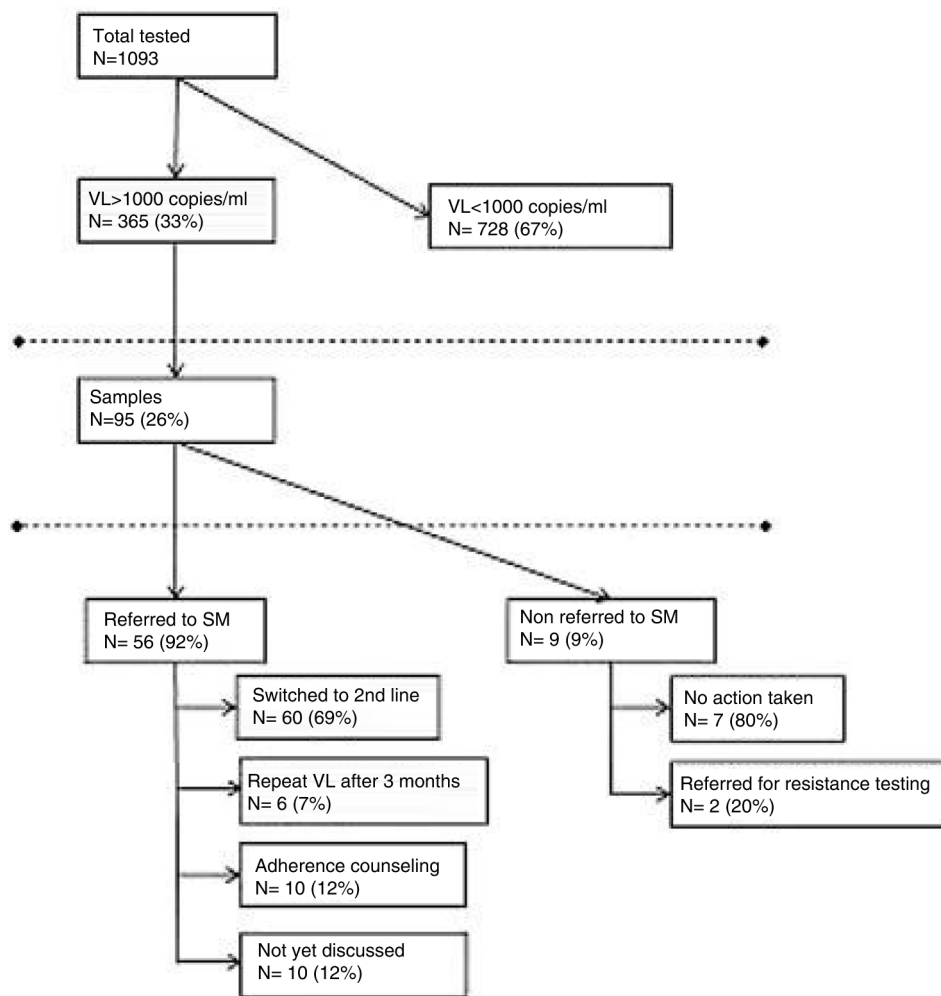 Total tested
N=1093
VL>1000 copies/ml
N= 365 (33%)
VL<1000 copies/ml
N= 728 (67%)
Samples
N=95 (26%)
Referred to SM
N= 56 (92%)
Non referred to SM
N= 9 (9%)
Switched to 2nd line
N= 60 (69%)
No action taken
N= 7 (80%)
Repeat VL after 3 months
N= 6 (7%)
Referred for resistance testing
N= 2 (20%)
Adherence counseling
N= 10 (12%)
Not yet discussed
N= 10 (12%)